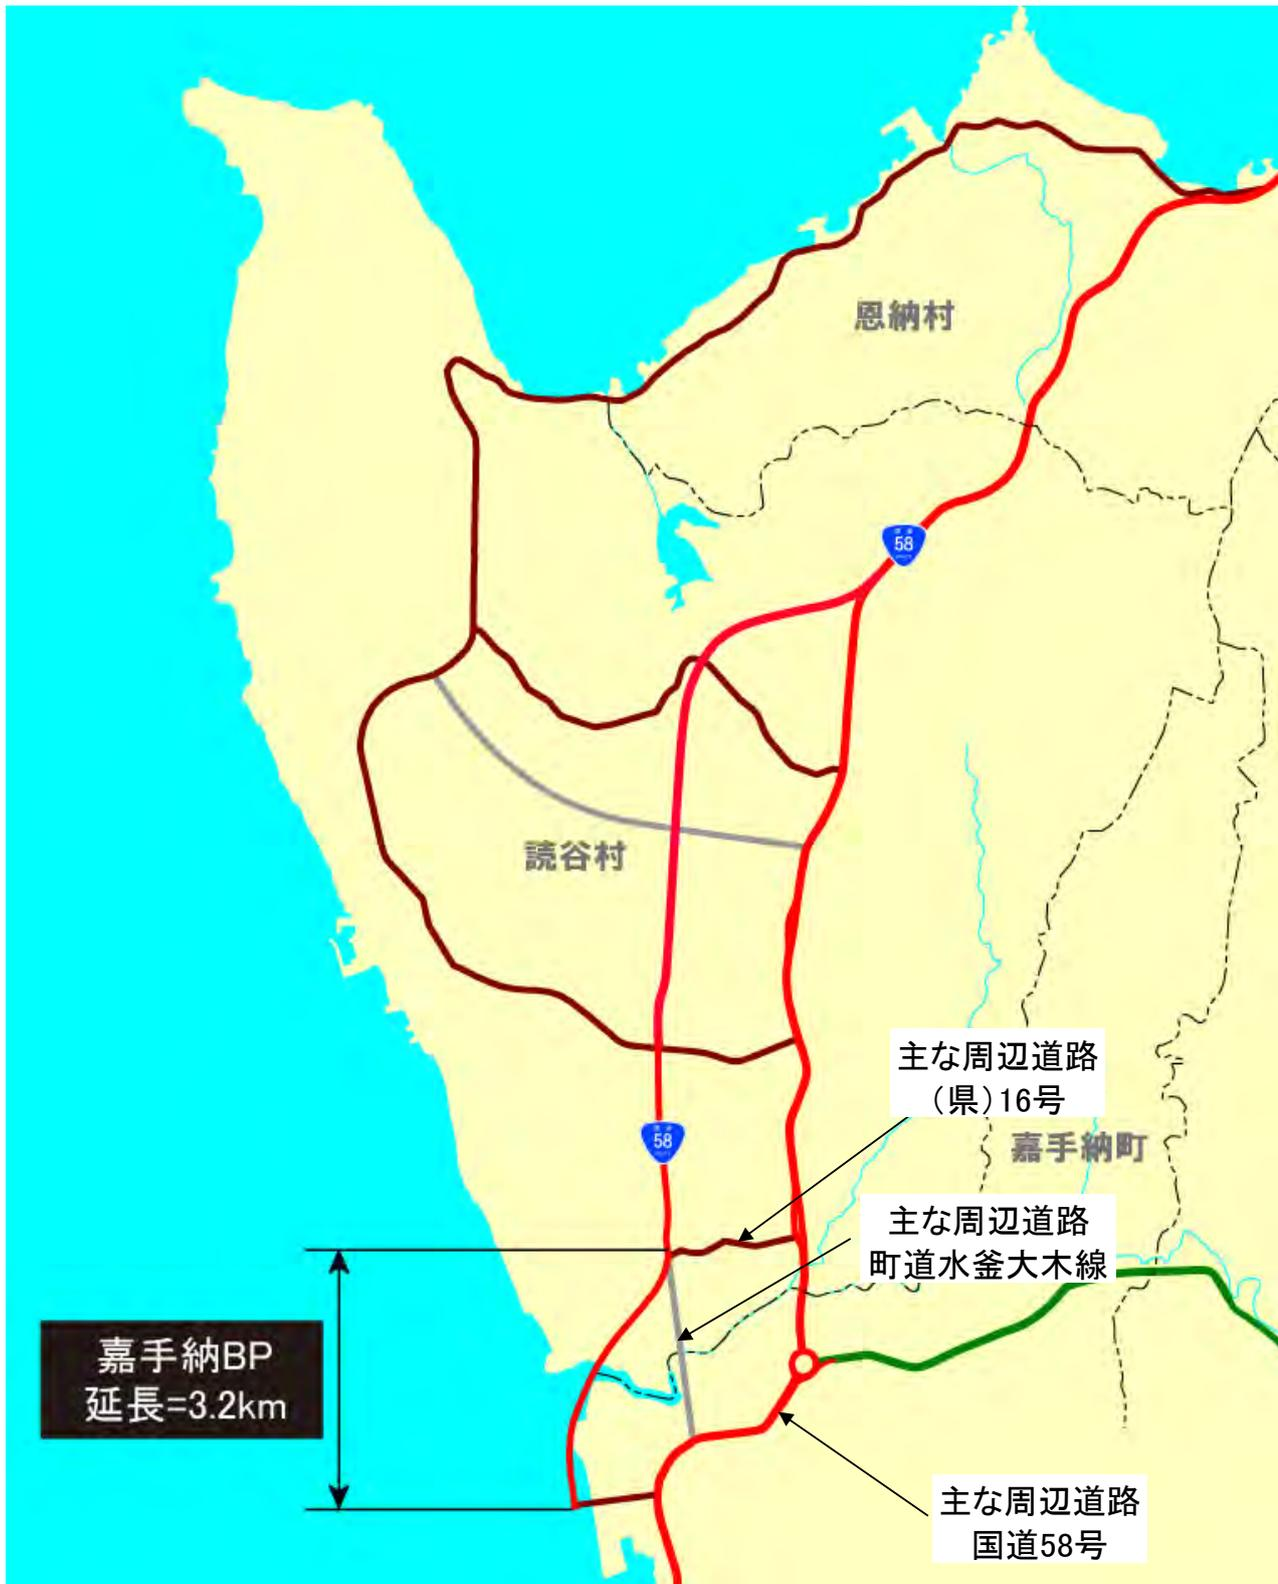 恩納村
58
読谷村
主な周辺道路
（県）16号
58
嘉手納町
主な周辺道路
町道水釜大木線
嘉手納BP
延長=3.2km
主な周辺道路
国道58号